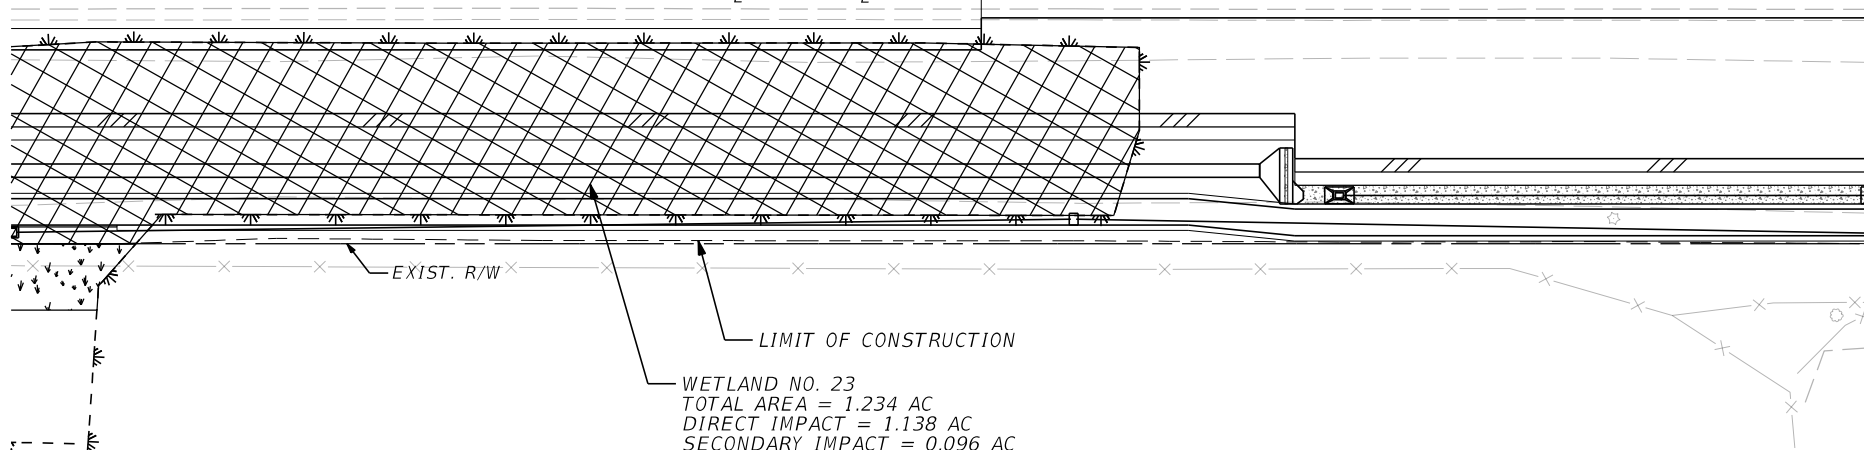 EXIST. R/W
LIMIT OF CONSTRUCTION
WETLAND NO. 23
TOTAL AREA = 1.234 AC
DIRECT IMPACT = 1.138 AC
SECONDARY IMPACT = 0.096 AC